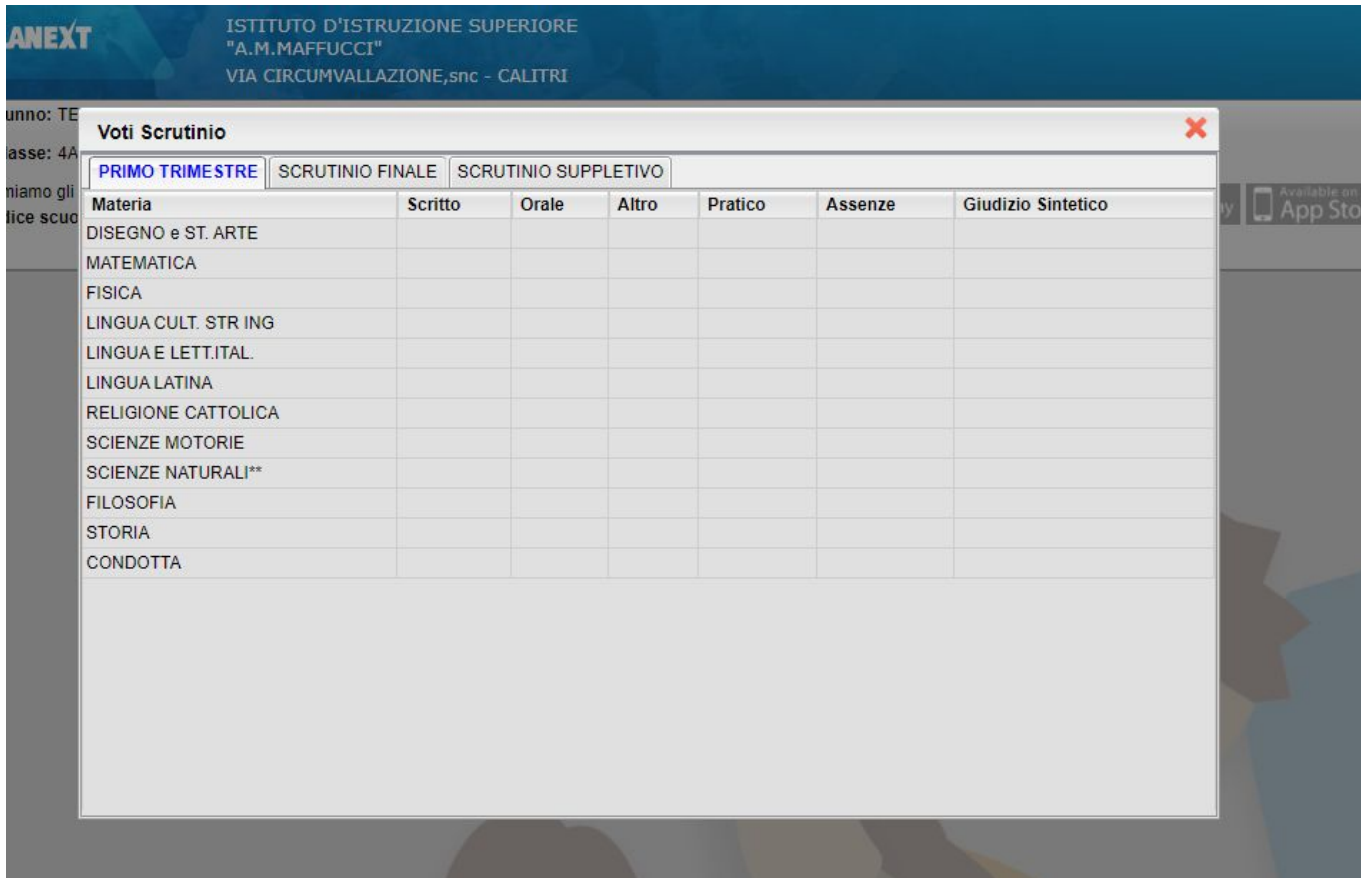 ANEXT
ISTITUTO D'ISTRUZIONE SUPERIORE
"A.M.MAFFUCCI"
VIA CIRCUMVALLAZIONE,snc - CALITRI
unno: TE
lasse: 4A
niamo gli
dice scuo
Available on
App Sto
Voti Scrutinio
PRIMO TRIMESTRE SCRUTINIO FINALE SCRUTINIO SUPPLETIVO
Materia Scritto Orale Altro Pratico Assenze Giudizio Sintetico
DISEGNO e ST. ARTE
MATEMATICA
FISICA
LINGUA CULT. STR ING
LINGUA E LETT.ITAL.
LINGUA LATINA
RELIGIONE CATTOLICA
SCIENZE MOTORIE
SCIENZE NATURALI**
FILOSOFIA
STORIA
CONDOTTA